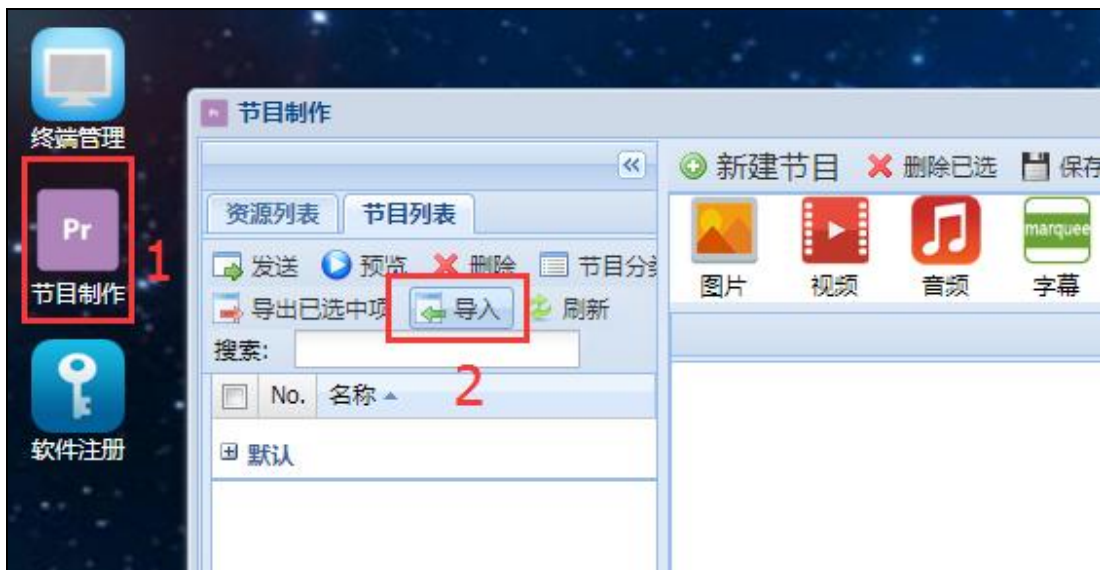 终端管理
Pr
节目制作
1
软件注册
Pr 节目制作
资源列表 节目列表
发送 预览 删除 节目分类
导出已选中项 导入 刷新
搜索:
2
No. 名称
默认
新建节目 删除已选 保存
marquee
图片 视频 音频 字幕